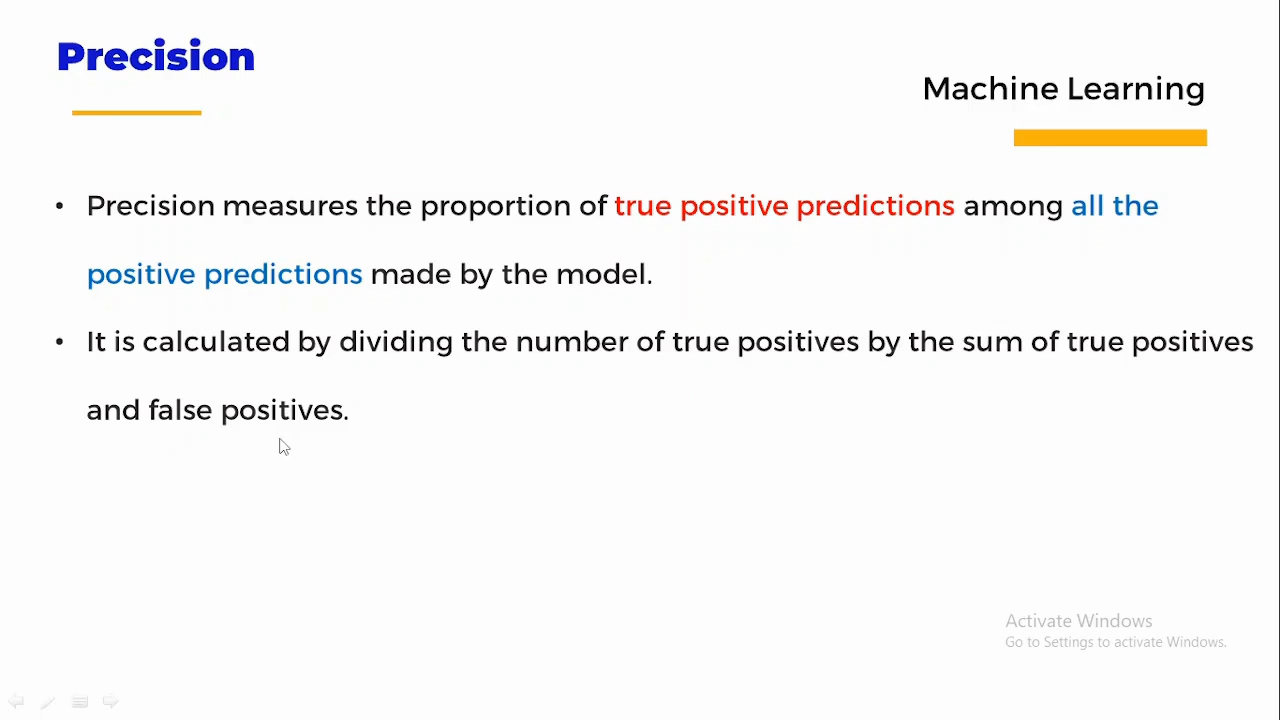 Precision
Machine Learning
• Precision measures the proportion of true positive predictions among all the
positive predictions made by the model.
• It is calculated by dividing the number of true positives by the sum of true positives
and false positives.
Activate Windows
Go to Settings to activate Windows.